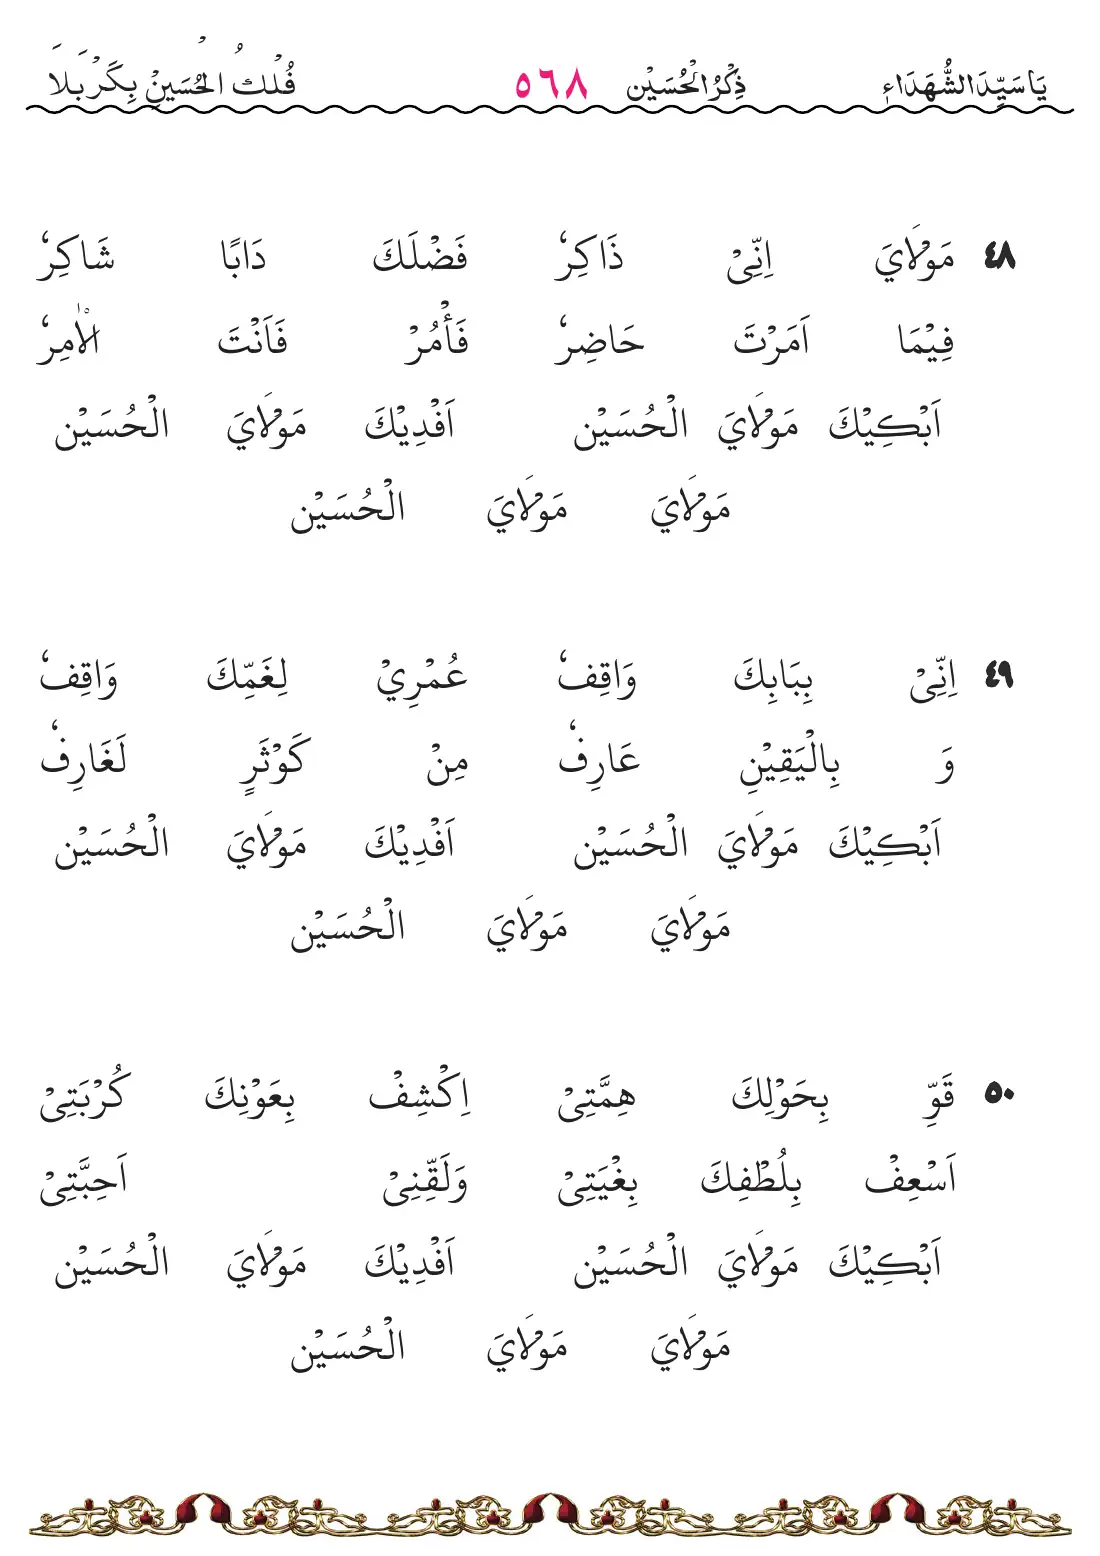 يَا سَيِّدَ الشُّهَدَاءِ ذِكْرُ الْحُسَيْن ٥٦٨ فُلْكُ الْحُسَيْنِ بِكَرْبَلَا
٤٨ مَوْلَايَ اِنِّيْ ذَاكِرٌ فَضْلَكَ دَابًا شَاكِرٌ
فِيْمَا اَمَرْتَ حَاضِرٌ فَأْمُرْ فَاَنْتَ الْاٰمِرٌ
اَبْكِيْكَ مَوْلَايَ الْحُسَيْن اَفْدِيْكَ مَوْلَايَ الْحُسَيْن
مَوْلَايَ مَوْلَايَ الْحُسَيْن
٤٩ اِنِّيْ بِبَابِكَ وَاقِفٌ عُمْرِيْ لِغَمِّكَ وَاقِفٌ
وَ بِالْيَقِيْنِ عَارِفٌ مِنْ كَوْثَرٍ لَغَارِفٌ
اَبْكِيْكَ مَوْلَايَ الْحُسَيْن اَفْدِيْكَ مَوْلَايَ الْحُسَيْن
مَوْلَايَ مَوْلَايَ الْحُسَيْن
٥٠ قَوِّ بِحَوْلِكَ هِمَّتِيْ اِكْشِفْ بِعَوْنِكَ كُرْبَتِيْ
اَسْعِفْ بِلُطْفِكَ بِغْيَتِيْ وَلَقِّنِيْ اَحِبَّتِيْ
اَبْكِيْكَ مَوْلَايَ الْحُسَيْن اَفْدِيْكَ مَوْلَايَ الْحُسَيْن
مَوْلَايَ مَوْلَايَ الْحُسَيْن